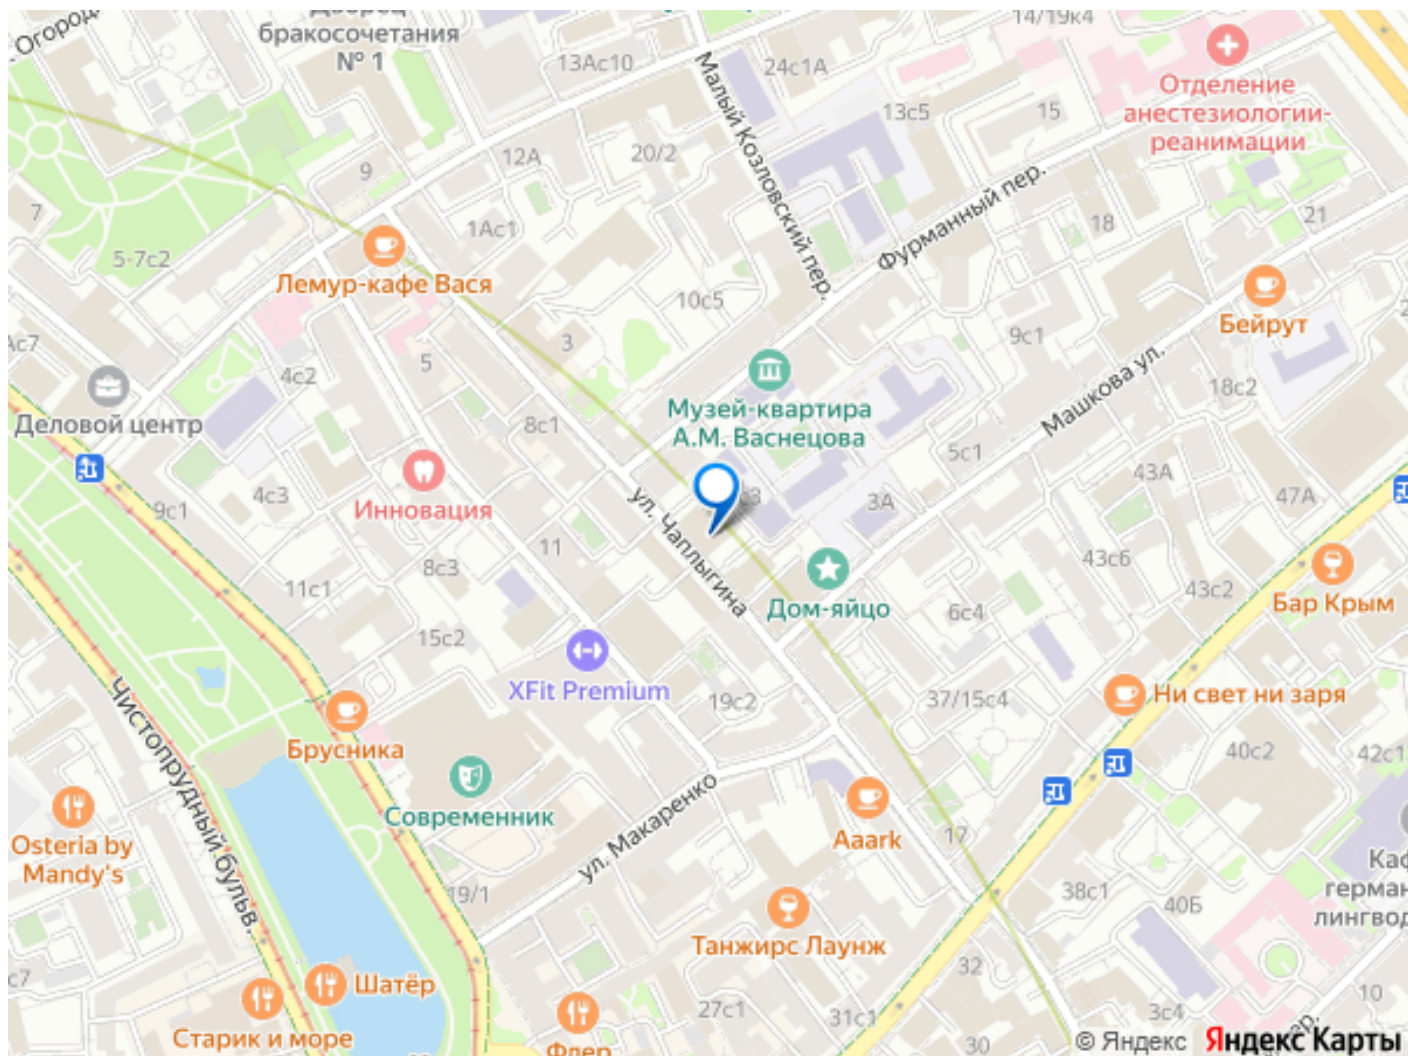 Огород
Дворец
бракосочетания
№ 1
13Ас10
24с1А
14/19к4
Отделение
анестезиологии-
реанимации
13с5
15
Малый Козловский пер.
20/2
12А
9
7
5-7с2
1Ас1
Лемур-кафе Вася
Фурманный пер.
18
21
Бейрут
10с5
3
5
4с2
9с1
Машкова ул.
18с2
Деловой центр
Музей-квартира
А.М. Васнецова
8с1
5с1
43А
47А
Инновация
4с3
9с1
ул. Чаплыгина
3А
11
8с3
11с1
43с6
43с2
Бар Крым
Дом-яйцо
6с4
15с2
XFit Premium
19с2
37/15с4
Ни свет ни заря
Чистопрудный бульв.
Брусника
40с2
42с1
Современник
ул. Макаренко
Aaark
17
Osteria by
Mandy's
19/1
38с1
40Б
герман
лингвод
Танжирс Лаунж
32
Шатёр
Старик и море
27с1
31с1
3с4
10
пер.
30
© Яндекс Яндекс Карты